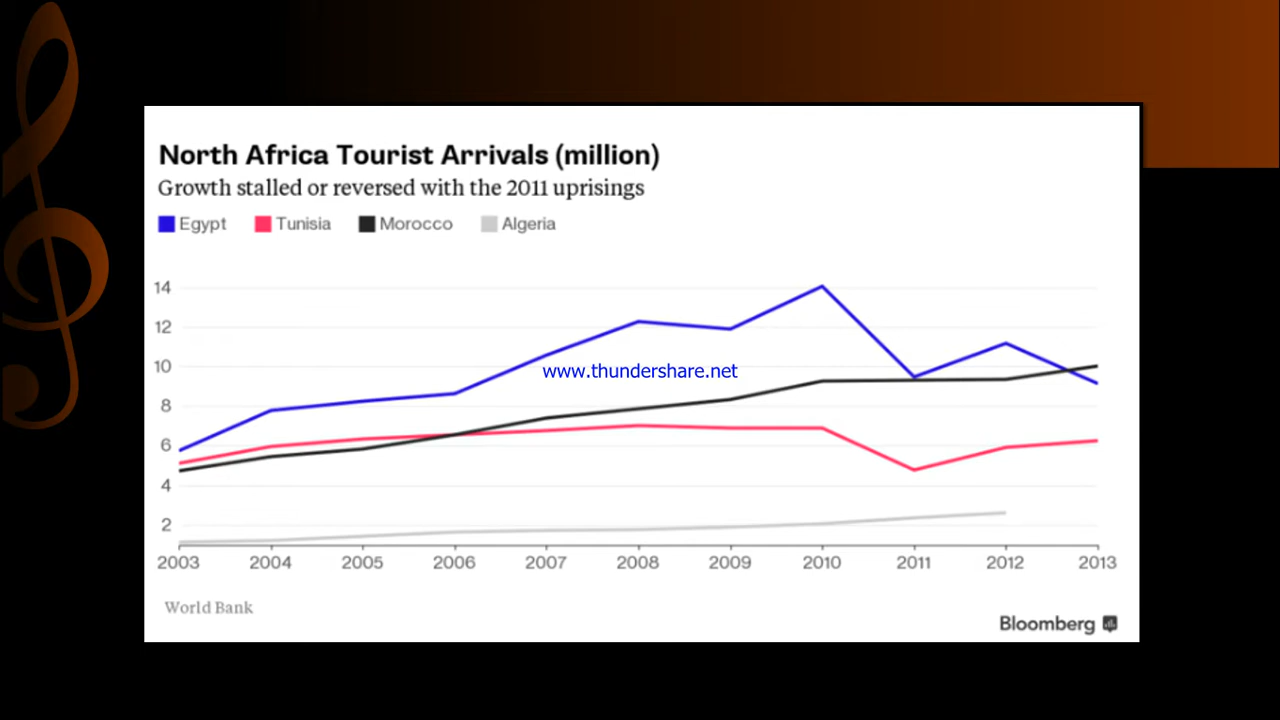 North Africa Tourist Arrivals (million)
Growth stalled or reversed with the 2011 uprisings
Egypt Tunisia Morocco Algeria
14
12
10
www.thundershare.net
8
6
4
2
2003 2004 2005 2006 2007 2008 2009 2010 2011 2012 2013
World Bank
Bloomberg